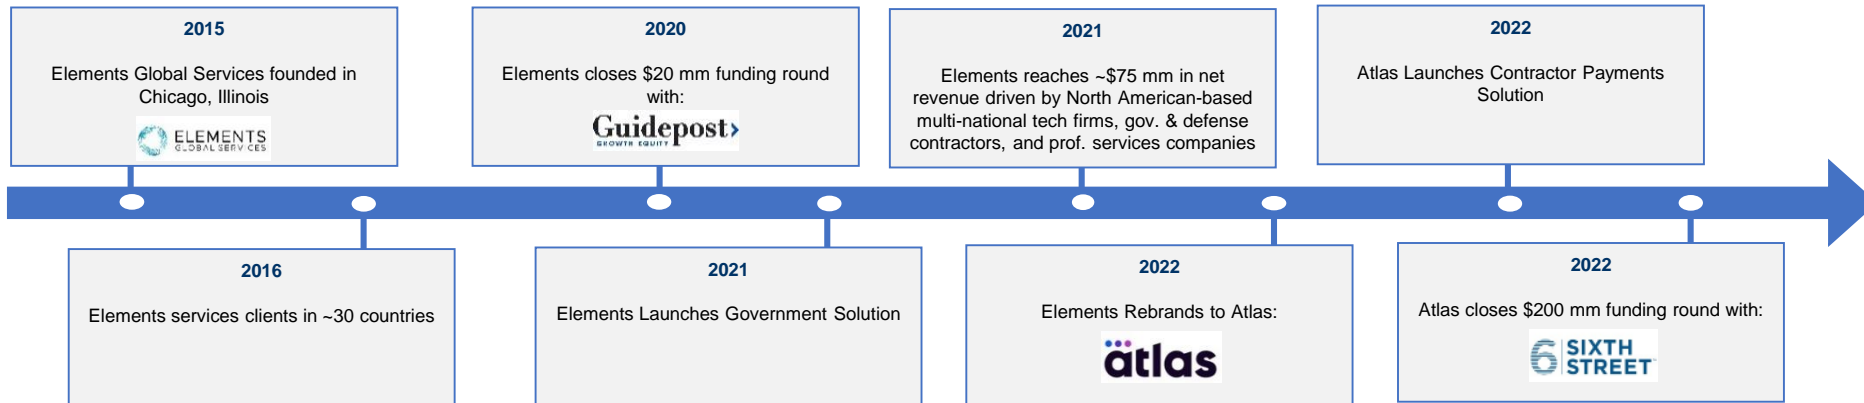 2015
Elements Global Services founded in
Chicago, Illinois
ELEMENTS
GLOBAL SERVICES
2016
Elements services clients in ~30 countries
2020
Elements closes $20 mm funding round
with:
Guidepost
GROWTH EQUITY
2021
Elements Launches Government Solution
2021
Elements reaches ~$75 mm in net
revenue driven by North American-based
multi-national tech firms, gov. & defense
contractors, and prof. services companies
2022
Elements Rebrands to Atlas:
atlas
2022
Atlas Launches Contractor Payments
Solution
2022
Atlas closes $200 mm funding round with:
6 SIXTH
STREET